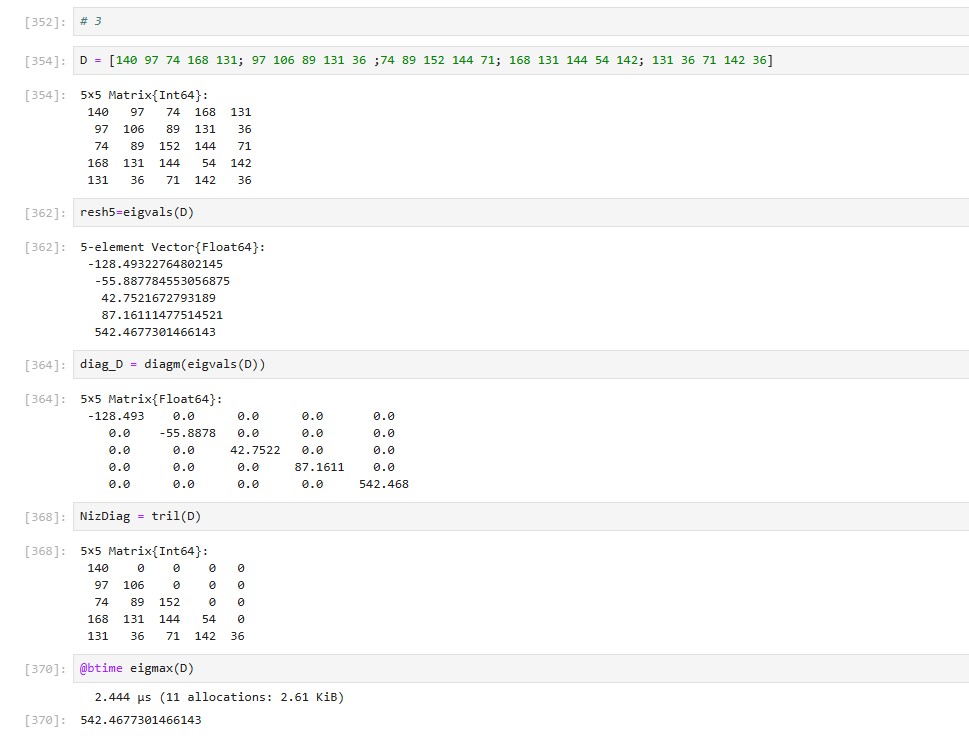 [352]: # 3
[354]: D = [140 97 74 168 131; 97 106 89 131 36 ;74 89 152 144 71; 168 131 144 54 142; 131 36 71 142 36]
[354]: 5×5 Matrix{Int64}:
140 97 74 168 131
97 106 89 131 36
74 89 152 144 71
168 131 144 54 142
131 36 71 142 36
[362]: resh5=eigvals(D)
[362]: 5-element Vector{Float64}:
-128.49322764802145
-55.887784553056875
42.7521672793189
87.16111477514521
542.4677301466143
[364]: diag_D = diagm(eigvals(D))
[364]: 5×5 Matrix{Float64}:
-128.493 0.0 0.0 0.0 0.0
0.0 -55.8878 0.0 0.0 0.0
0.0 0.0 42.7522 0.0 0.0
0.0 0.0 0.0 87.1611 0.0
0.0 0.0 0.0 0.0 542.468
[368]: NizDiag = tril(D)
[368]: 5×5 Matrix{Int64}:
140 0 0 0 0
97 106 0 0 0
74 89 152 0 0
168 131 144 54 0
131 36 71 142 36
[370]: @btime eigmax(D)
2.444 μs (11 allocations: 2.61 KiB)
[370]: 542.4677301466143